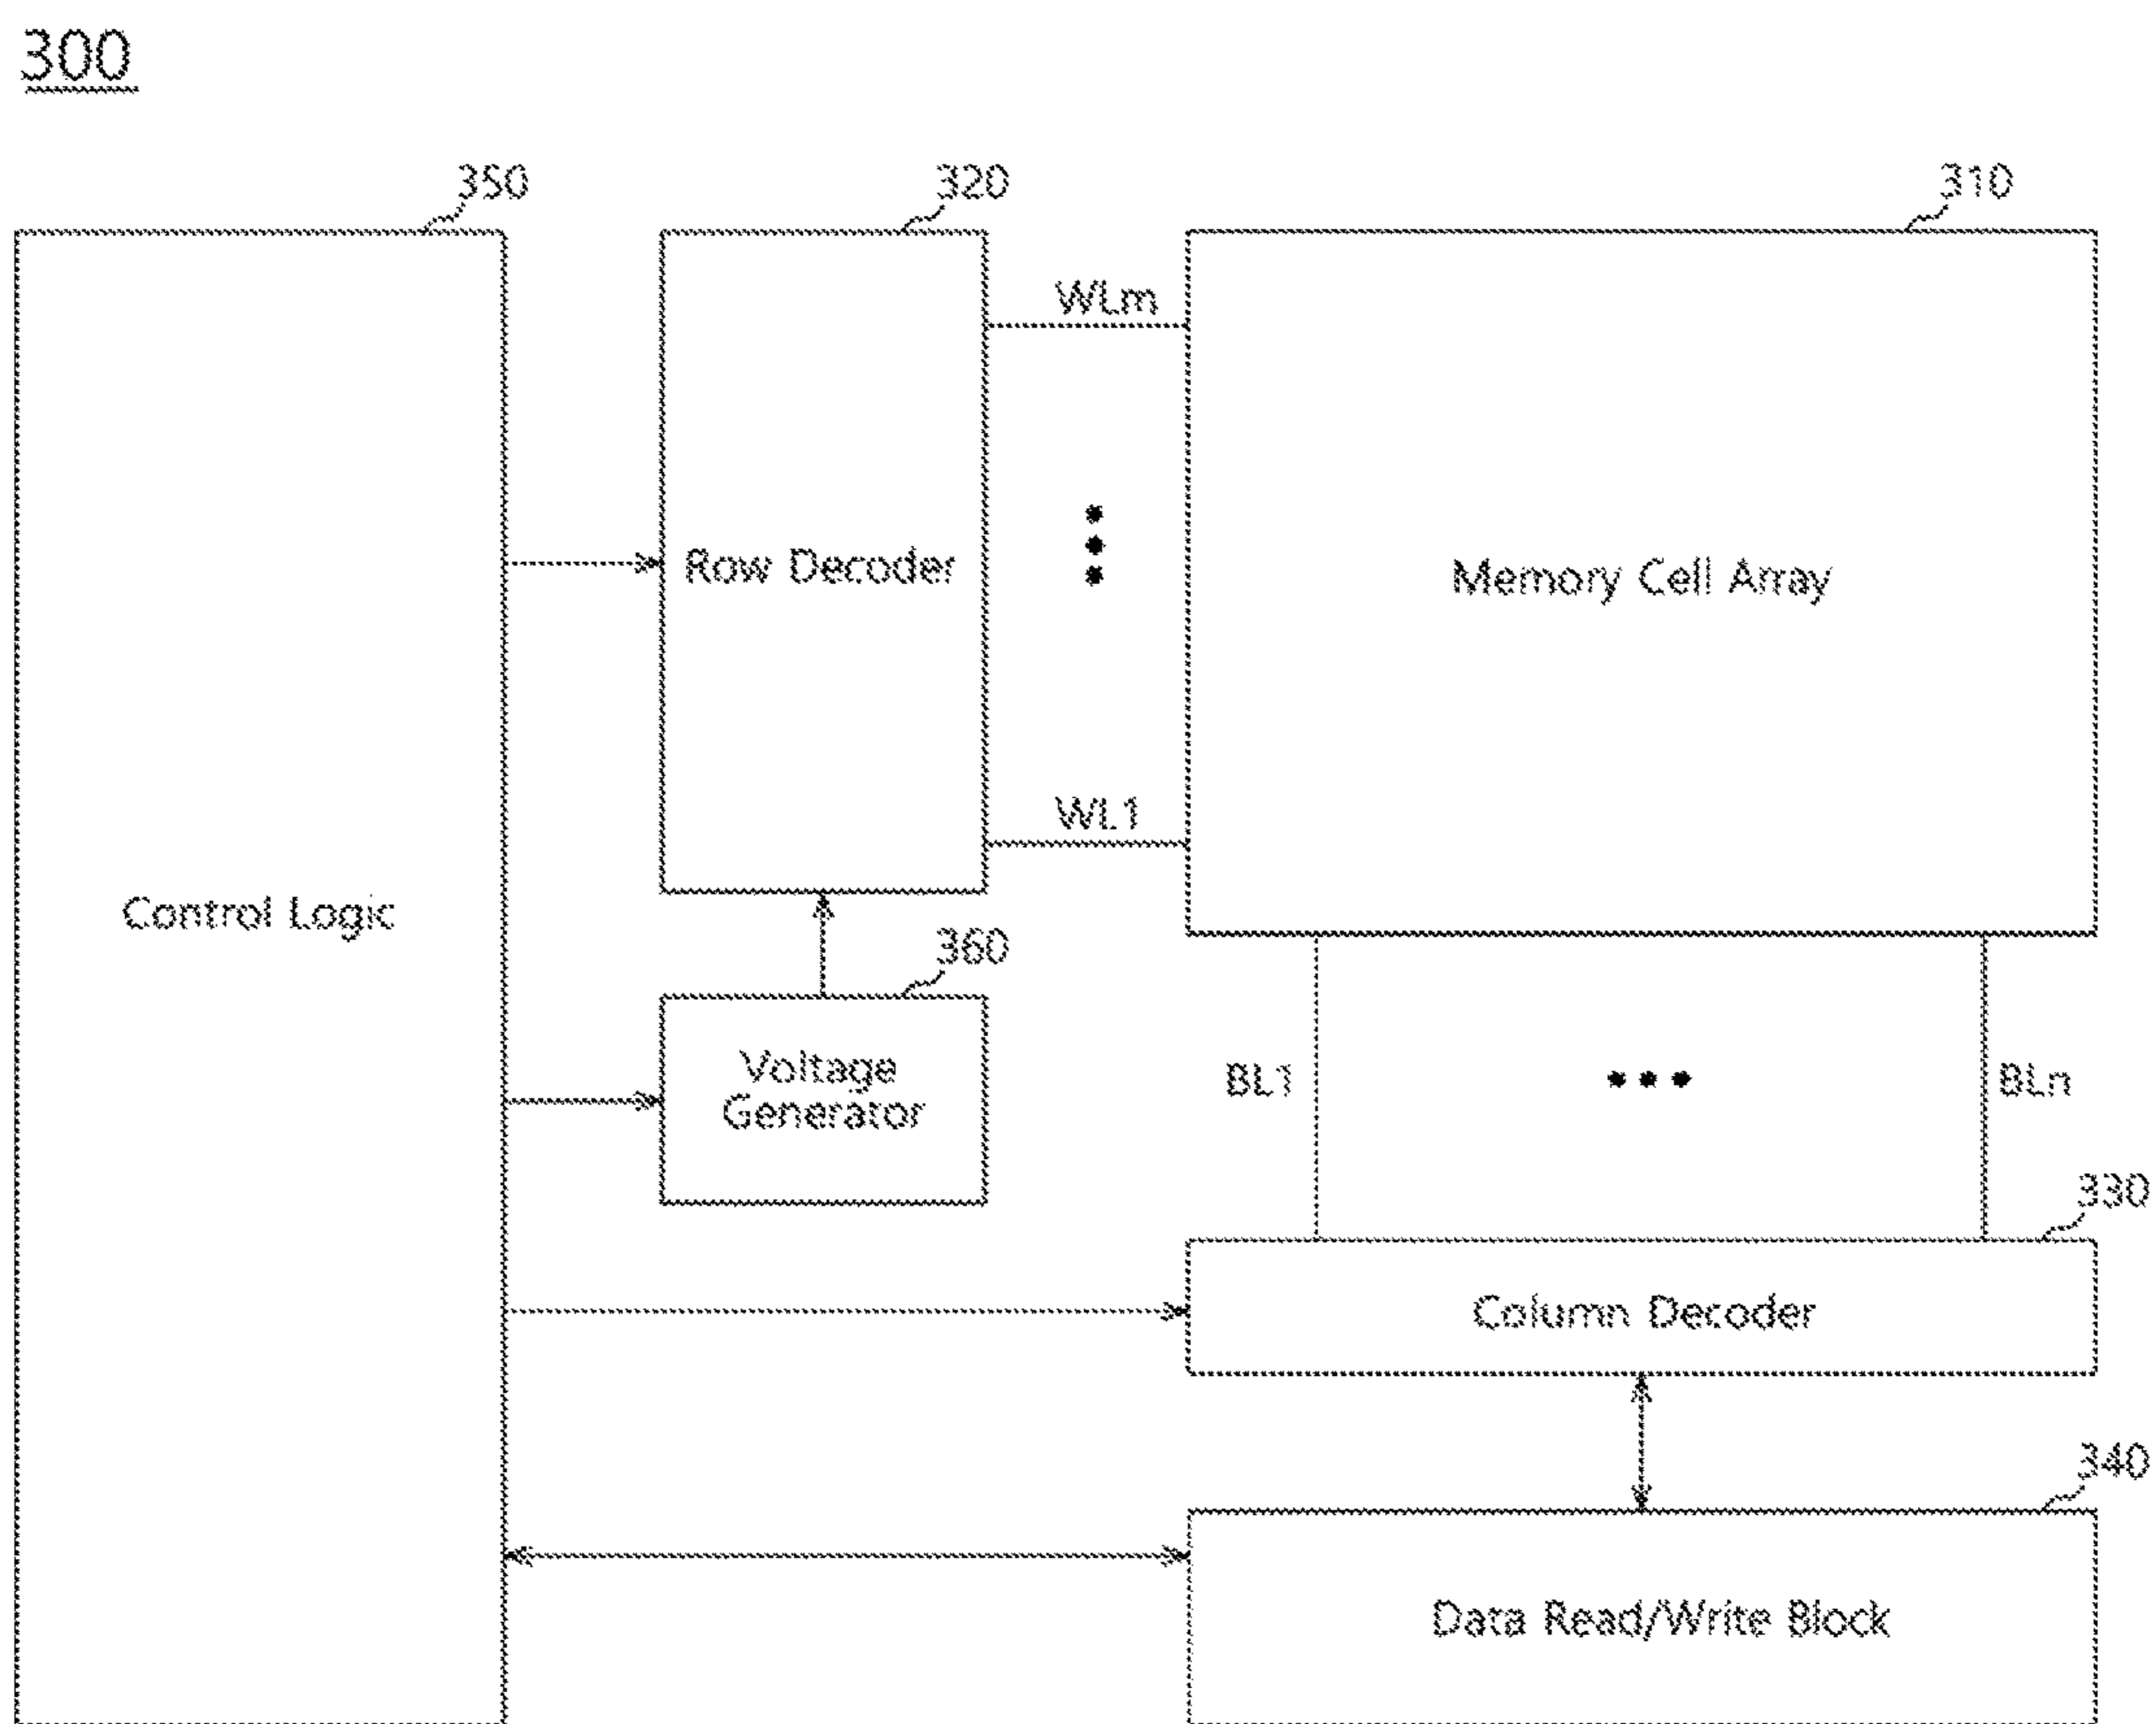 300
350
320
310
WLm
Row Decoder
Memory Cell Array
WL1
Control Logic
360
Voltage
Generator
BL1
BLn
330
Column Decoder
340
Data Read/Write Block